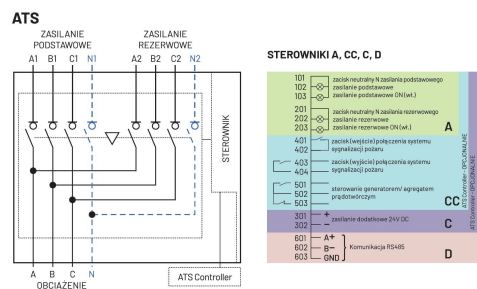 ATS
ZASILANIE PODSTAWOWE
ZASILANIE REZERWOWE
A1 B1 C1 N1 A2 B2 C2 N2
STEROWNIK
A B C N
OBCIĄŻENIE
ATS Controller
STEROWNIKI A, CC, C, D
101 zacisk neutralny N zasilania podstawowego
102 zasilanie podstawowe
103 zasilanie podstawowe ON (wł.)
201 zacisk neutralny N zasilania rezerwowego
202 zasilanie rezerwowe
203 zasilanie rezerwowe ON (wł.)
A
401 zacisk (wejście) połączenia systemu
402 sygnalizacji pożaru
403 zacisk (wyjście) połączenia systemu
404 sygnalizacji pożaru
501 sterowanie generatorem/ agregatem
502 prądotwórczym
503
CC
301 + zasilanie dodatkowe 24V DC
302 −
C
601 A+
602 B− Komunikacja RS485
603 GND
D
ATS Controller - OPCJONALNIE
ATS Controller - OPCJONALNIE